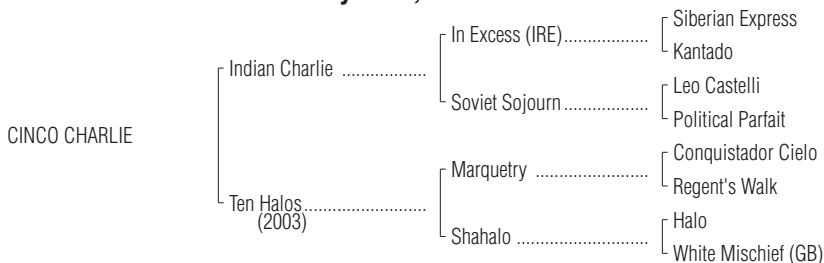 Siberian Express
In Excess (IRE)....................
Kantado
Indian Charlie ....................
Leo Castelli
Soviet Sojourn....................
Political Parfait
CINCO CHARLIE
Conquistador Cielo
Marquetry ...........................
Regent's Walk
Ten Halos.............................
(2003)
Halo
Shahalo ...............................
White Mischief (GB)